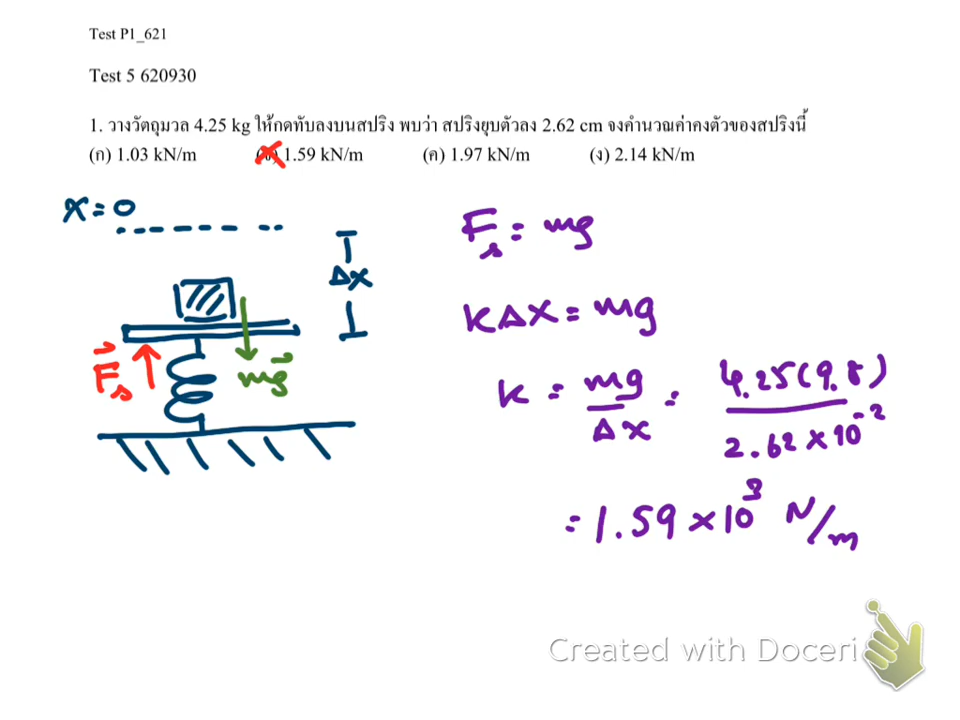 Test P1_621
Test 5 620930
1. วางวัตถุมวล 4.25 kg ให้กดทับลงบนสปริง พบว่า สปริงยุบตัวลง 2.62 cm จงคำนวณค่าคงตัวของสปริงนี้
(ก) 1.03 kN/m (ข) 1.59 kN/m (ค) 1.97 kN/m (ง) 2.14 kN/m
x = 0
Δx
F⃗s
mg⃗
Fs = mg
kΔx = mg
k = mg/Δx = 4.25(9.8)/2.62 × 10⁻²
= 1.59 × 10³ N/m
Created with Doceri